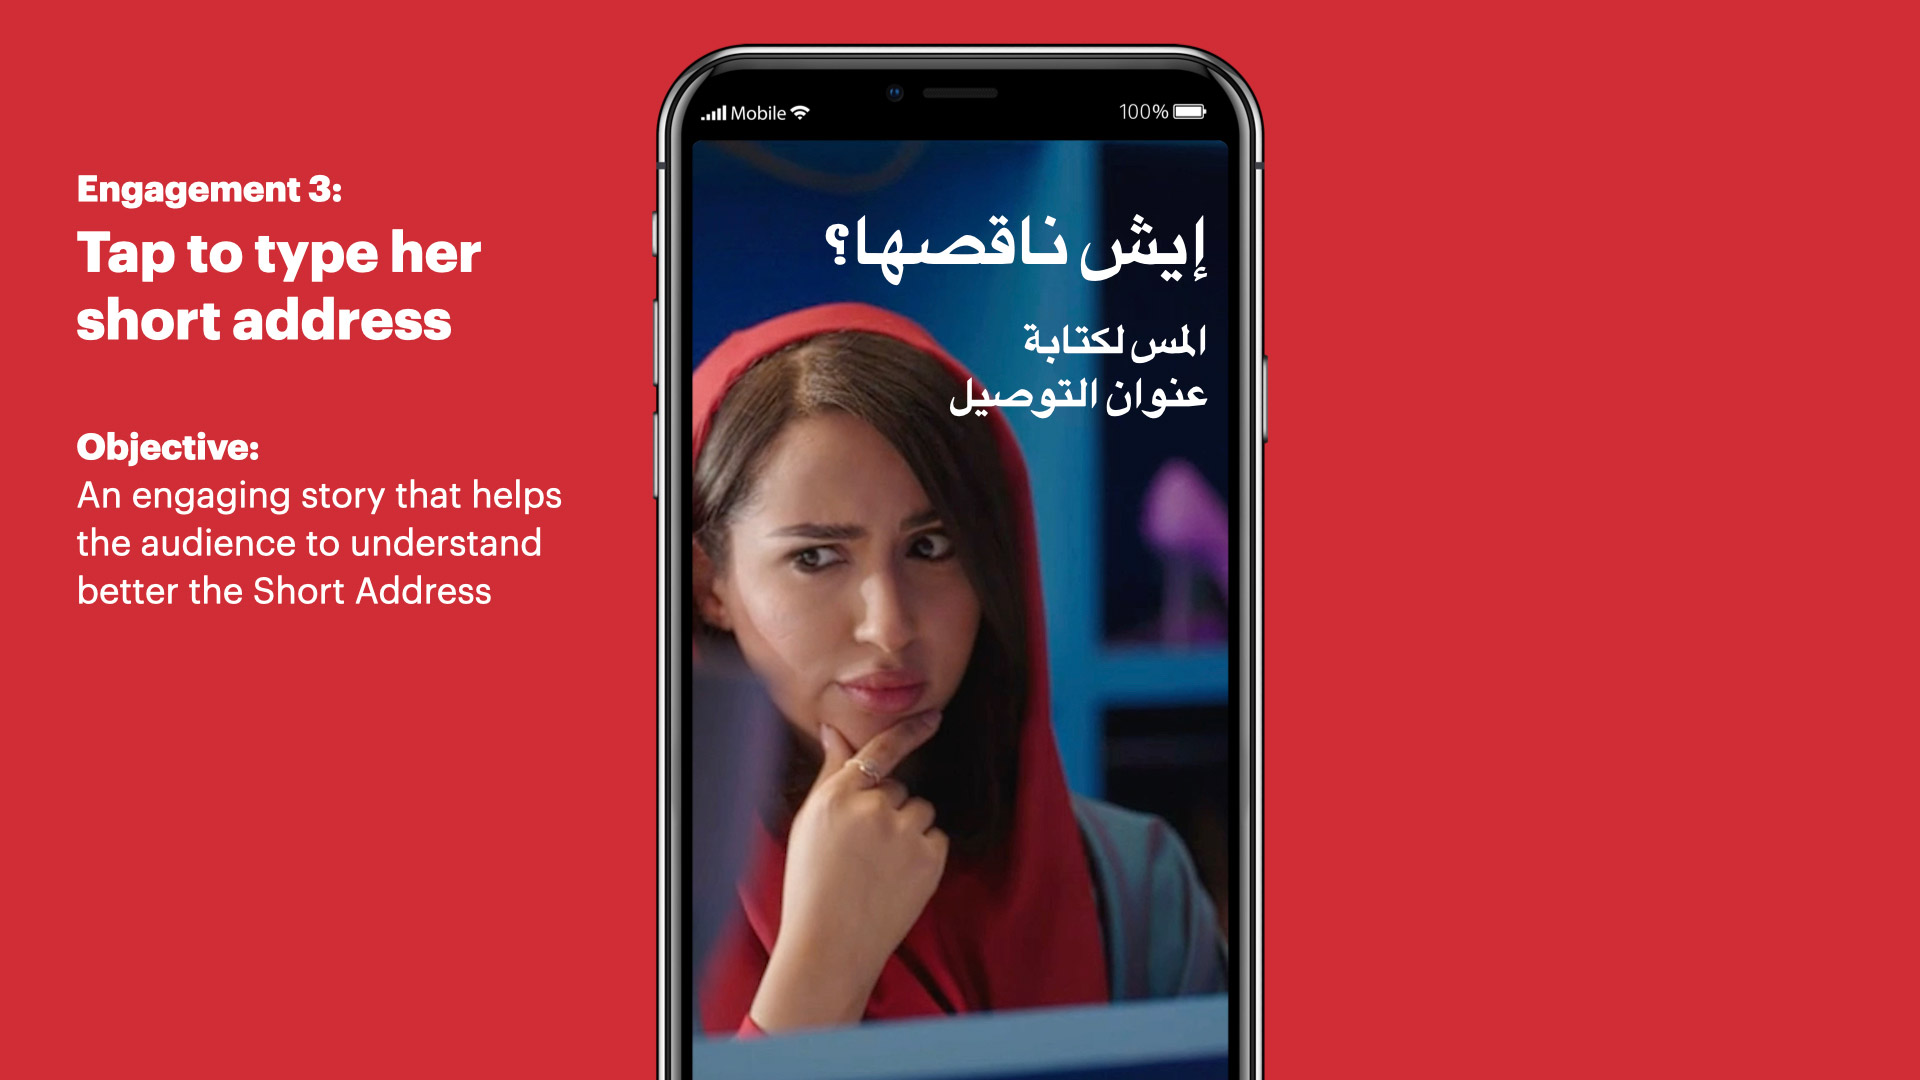 Engagement 3:
Tap to type her
short address
Objective:
An engaging story that helps
the audience to understand
better the Short Address
Mobile
100%
إيش ناقصها؟
المس لكتابة
عنوان التوصيل